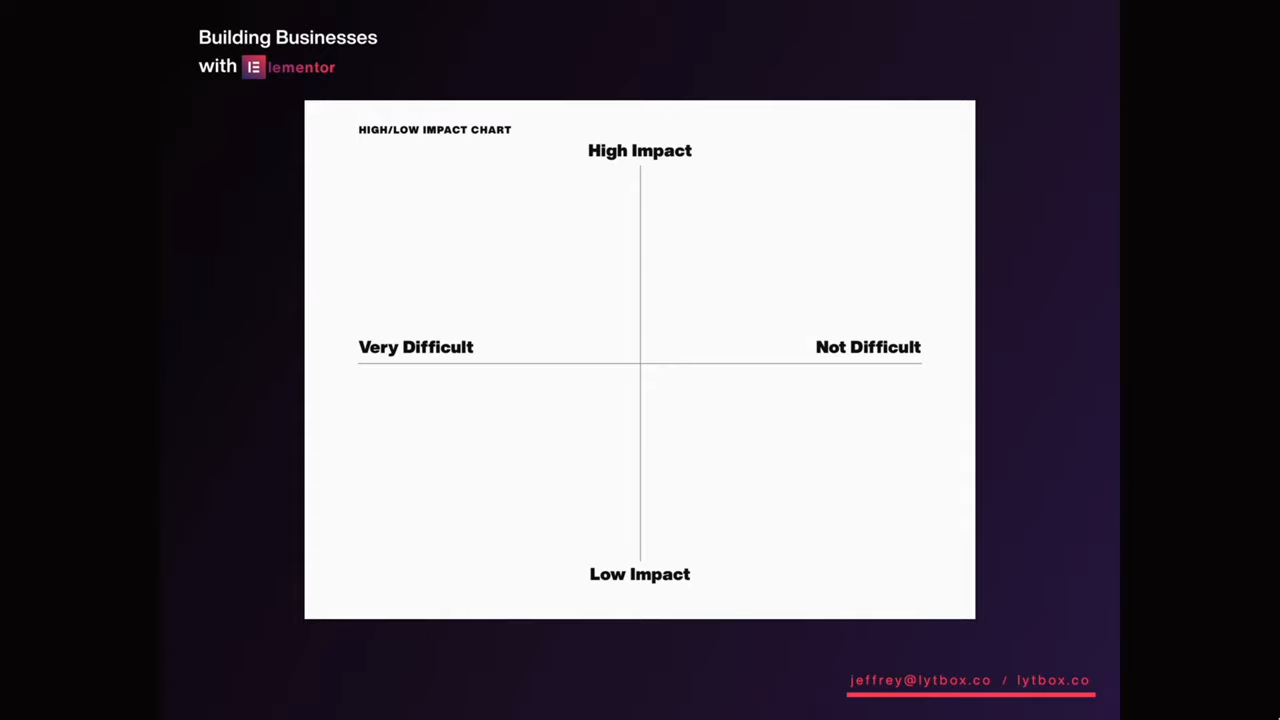 Building Businesses
with Elementor
HIGH/LOW IMPACT CHART
High Impact
Very Difficult
Not Difficult
Low Impact
jeffrey@lytbox.co / lytbox.co